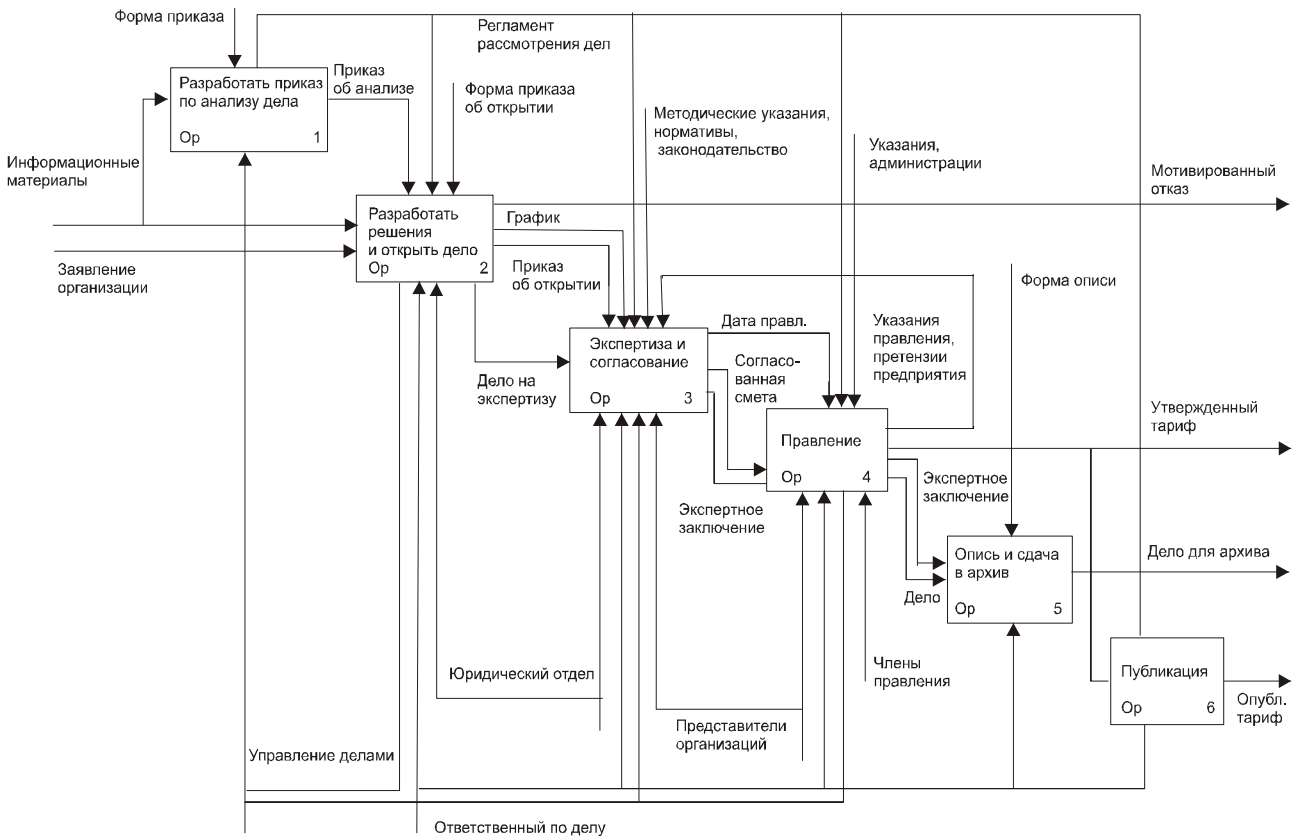 Форма приказа
Регламент
рассмотрения дел
Разработать приказ
по анализу дела
Ор 1
Приказ
об анализе
Форма приказа
об открытии
Методические указания,
нормативы,
законодательство
Указания,
администрации
Информационные
материалы
Мотивированный
отказ
Разработать
решения
и открыть дело
Ор 2
График
Приказ
об открытии
Заявление
организации
Форма описи
Экспертиза и
согласование
Ор 3
Дата правл.
Указания
правления,
претензии
предприятия
Согласо-
ванная
смета
Дело на
экспертизу
Утвержденный
тариф
Правление
Ор 4
Экспертное
заключение
Экспертное
заключение
Опись и сдача
в архив
Ор 5
Дело для архива
Дело
Юридический отдел
Члены
правления
Публикация
Ор 6
Опубл.
тариф
Представители
организаций
Управление делами
Ответственный по делу